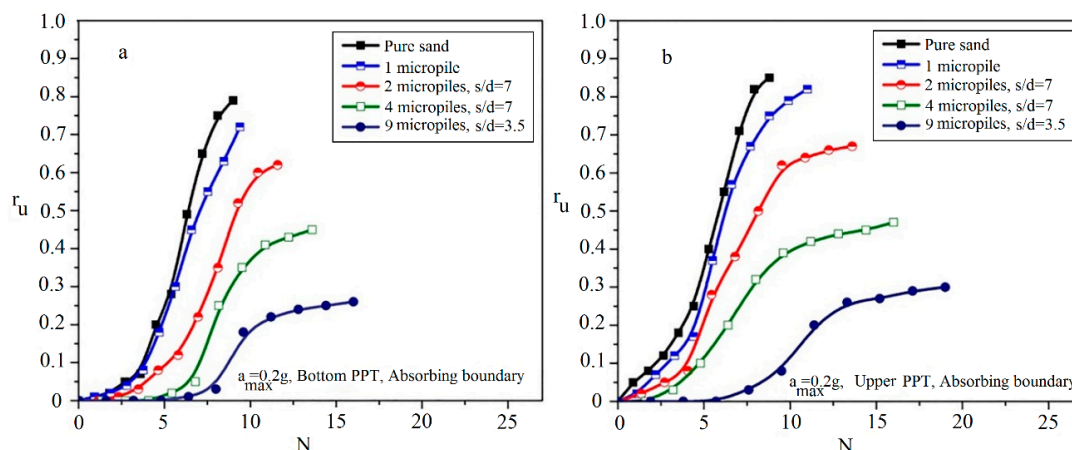 a
Pure sand
1 micropile
2 micropiles, s/d=7
4 micropiles, s/d=7
9 micropiles, s/d=3.5
1.0
0.9
0.8
0.7
0.6
0.5
0.4
0.3
0.2
0.1
0
r_u
a_max=0.2g, Bottom PPT, Absorbing boundary
0 5 10 15 20 25
N
b
Pure sand
1 micropile
2 micropiles, s/d=7
4 micropiles, s/d=7
9 micropiles, s/d=3.5
1.0
0.9
0.8
0.7
0.6
0.5
0.4
0.3
0.2
0.1
0
r_u
a_max=0.2g, Upper PPT, Absorbing boundary
0 5 10 15 20 25
N